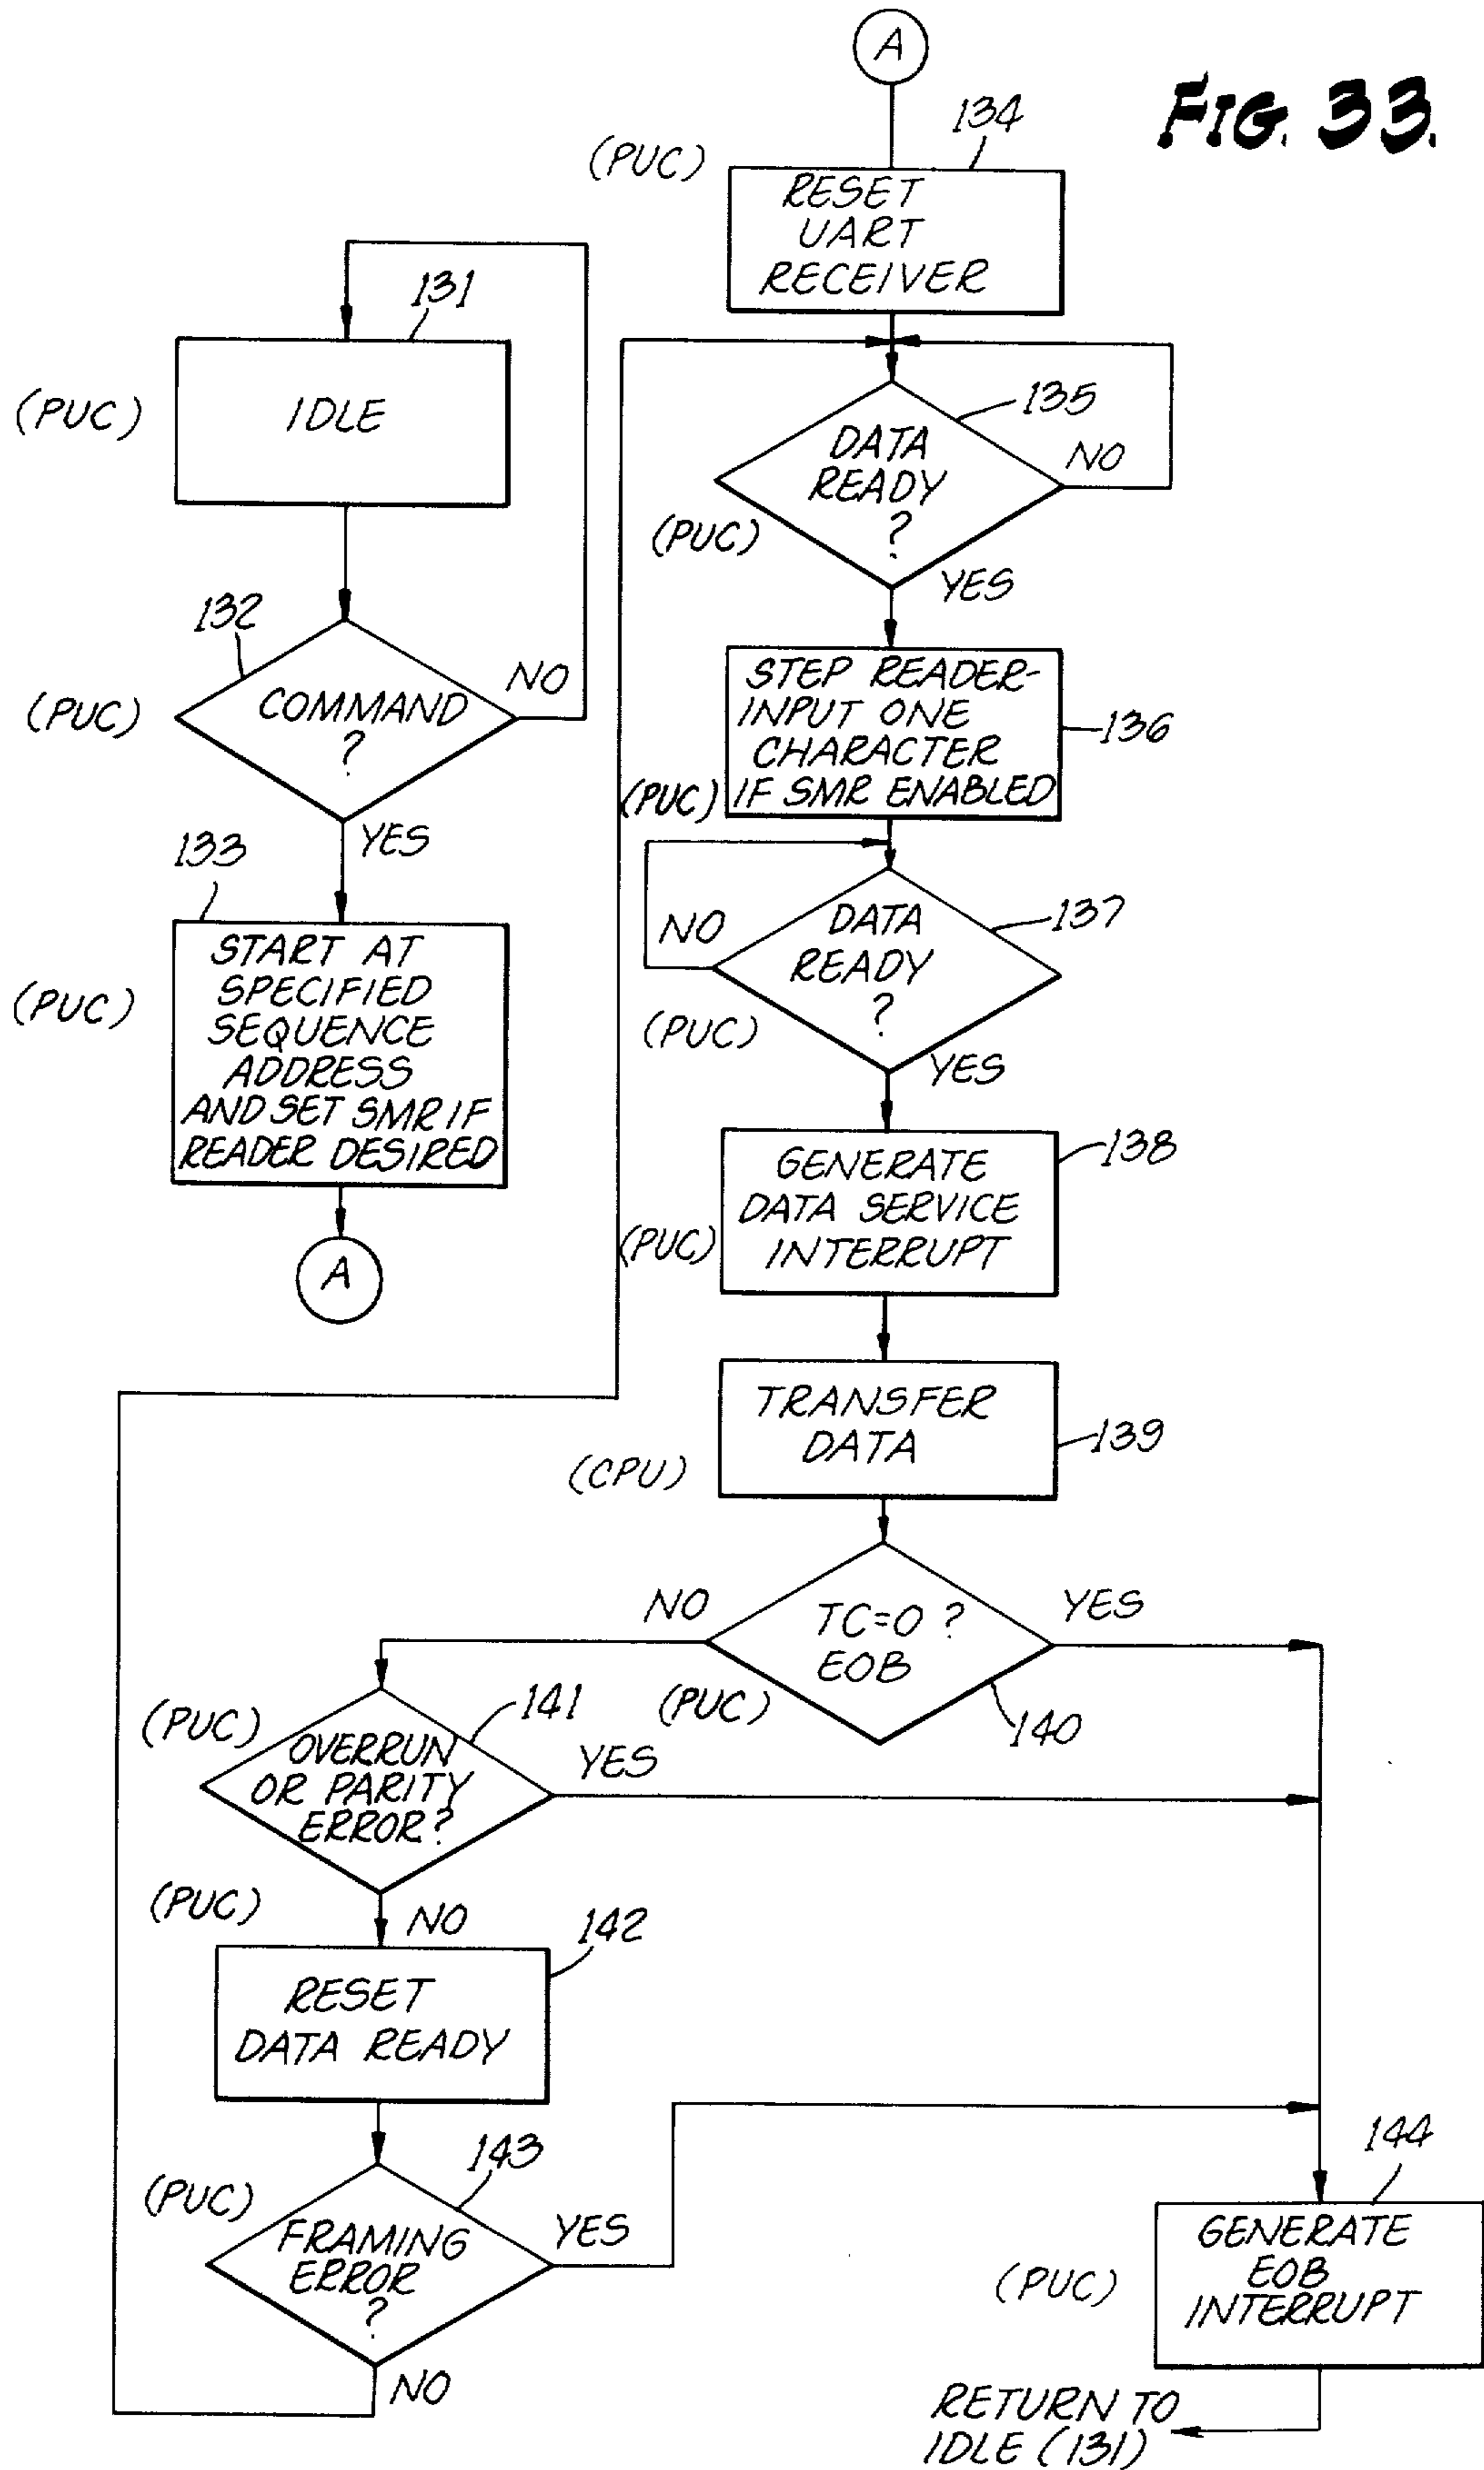 FIG. 33.
131
(PUC)
IDLE
132
(PUC)
COMMAND
?
NO
YES
133
(PUC)
START AT
SPECIFIED
SEQUENCE
ADDRESS
AND SET SMR IF
READER DESIRED
A
A
134
(PUC)
RESET
UART
RECEIVER
135
DATA
READY
?
NO
(PUC)
YES
STEP READER-
INPUT ONE
CHARACTER
IF SMR ENABLED
136
(PUC)
DATA
READY
?
137
NO
(PUC)
YES
GENERATE
DATA SERVICE
INTERRUPT
138
(PUC)
TRANSFER
DATA
139
(CPU)
NO
TC=0 ?
EOB
YES
(PUC)
140
141
(PUC)
OVERRUN
OR PARITY
ERROR?
YES
(PUC)
NO
142
RESET
DATA READY
143
(PUC)
FRAMING
ERROR
?
YES
NO
144
GENERATE
EOB
INTERRUPT
(PUC)
RETURN TO
IDLE (131)